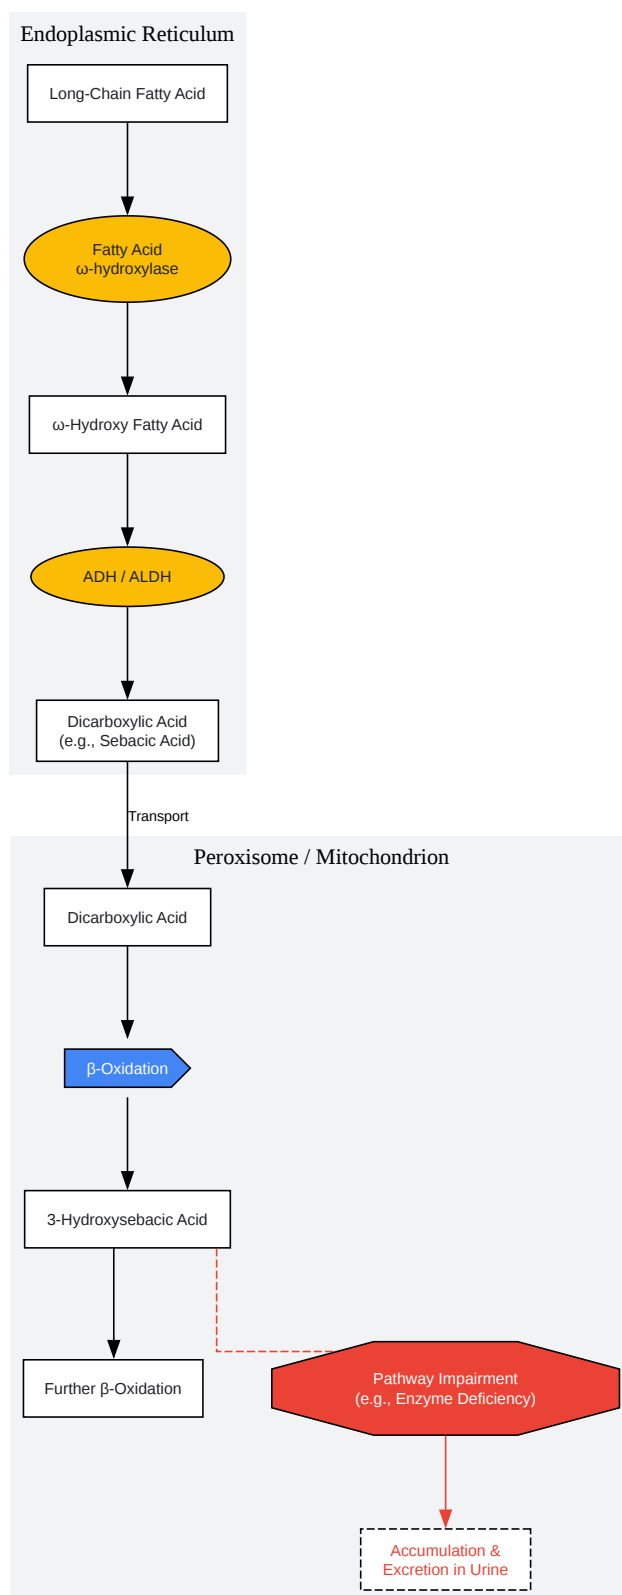 Endoplasmic Reticulum
Long-Chain Fatty Acid
Fatty Acid
ω-hydroxylase
ω-Hydroxy Fatty Acid
ADH / ALDH
Dicarboxylic Acid
(e.g., Sebacic Acid)
Transport
Peroxisome / Mitochondrion
Dicarboxylic Acid
β-Oxidation
3-Hydroxysebacic Acid
Further β-Oxidation
Pathway Impairment
(e.g., Enzyme Deficiency)
Accumulation &
Excretion in Urine